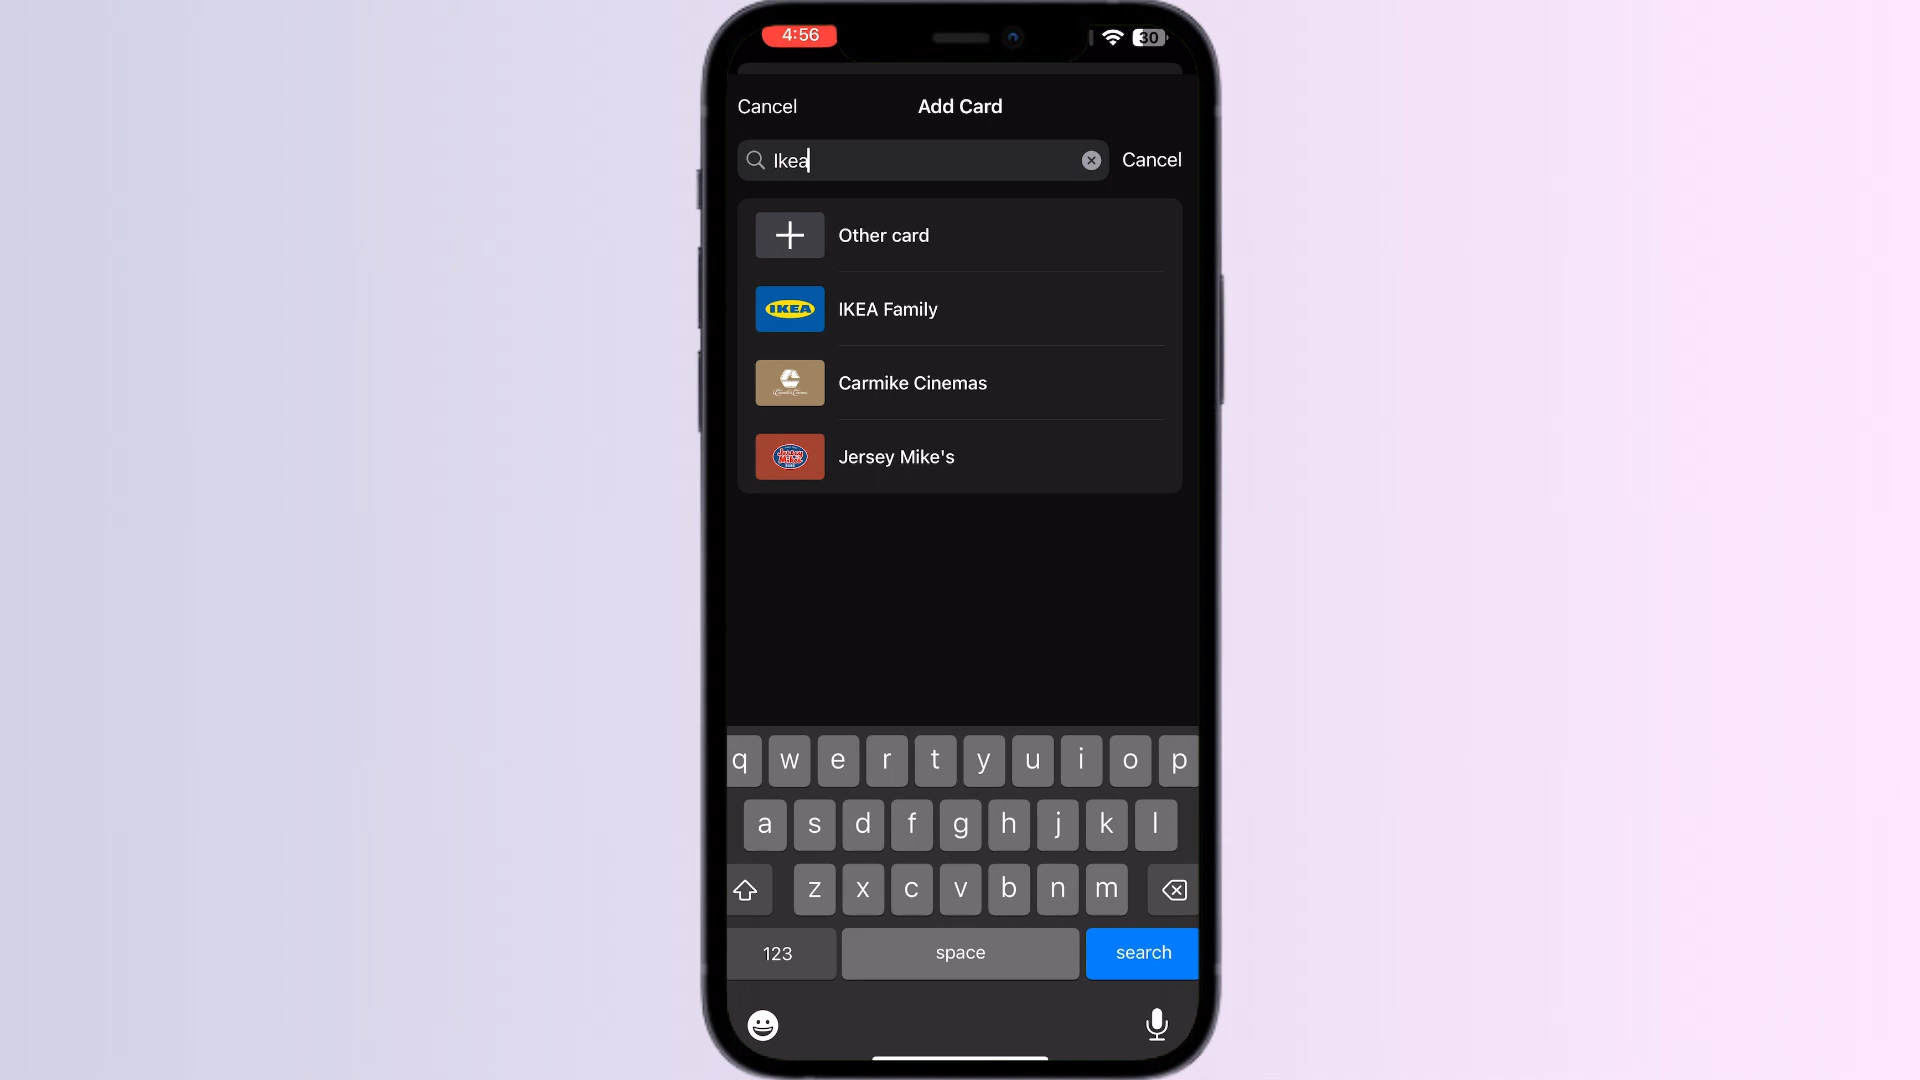 4:56
30
Cancel
Add Card
Ikea
Cancel
Other card
IKEA
IKEA Family
Carmike Cinemas
Jersey Mike's
q w e r t y u i o p
a s d f g h j k l
z x c v b n m
123
space
search